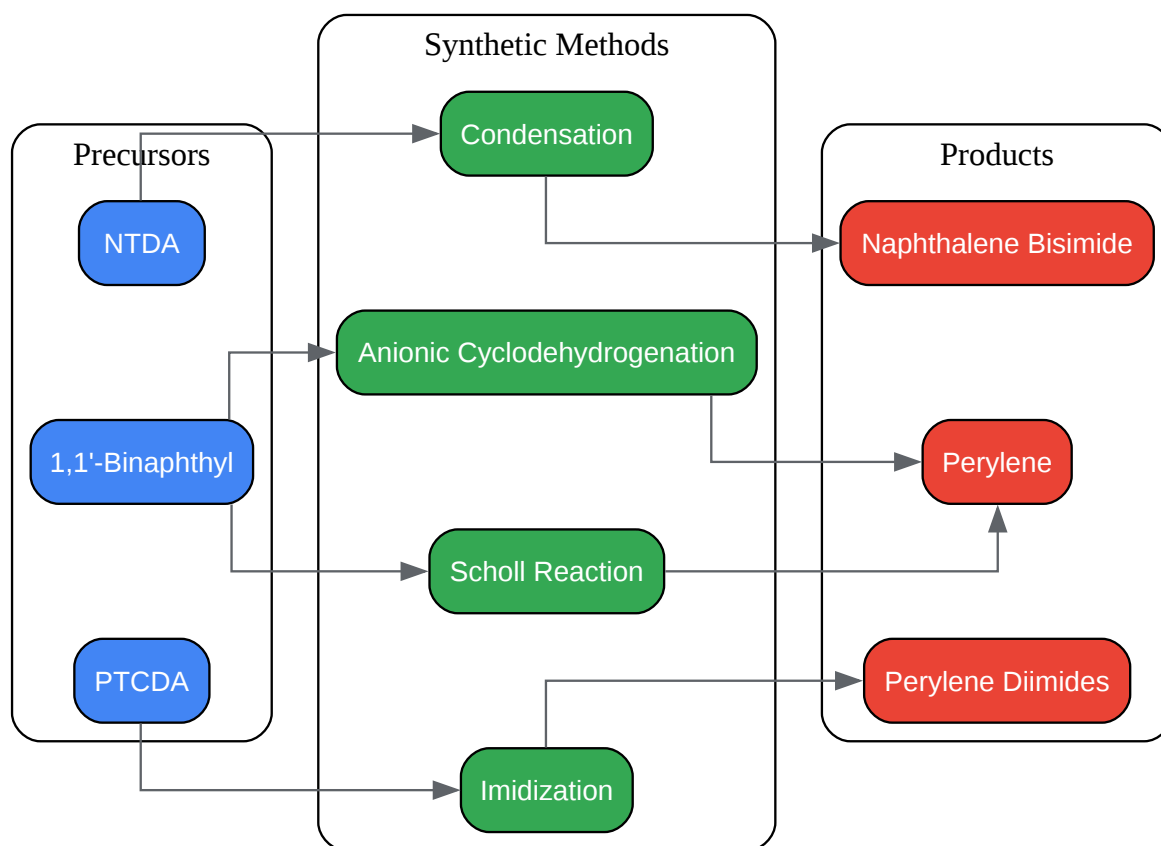 Synthetic Methods
Condensation
Precursors
Products
NTDA
Naphthalene Bisimide
Anionic Cyclodehydrogenation
1,1'-Binaphthyl
Perylene
Scholl Reaction
PTCDA
Perylene Diimides
Imidization